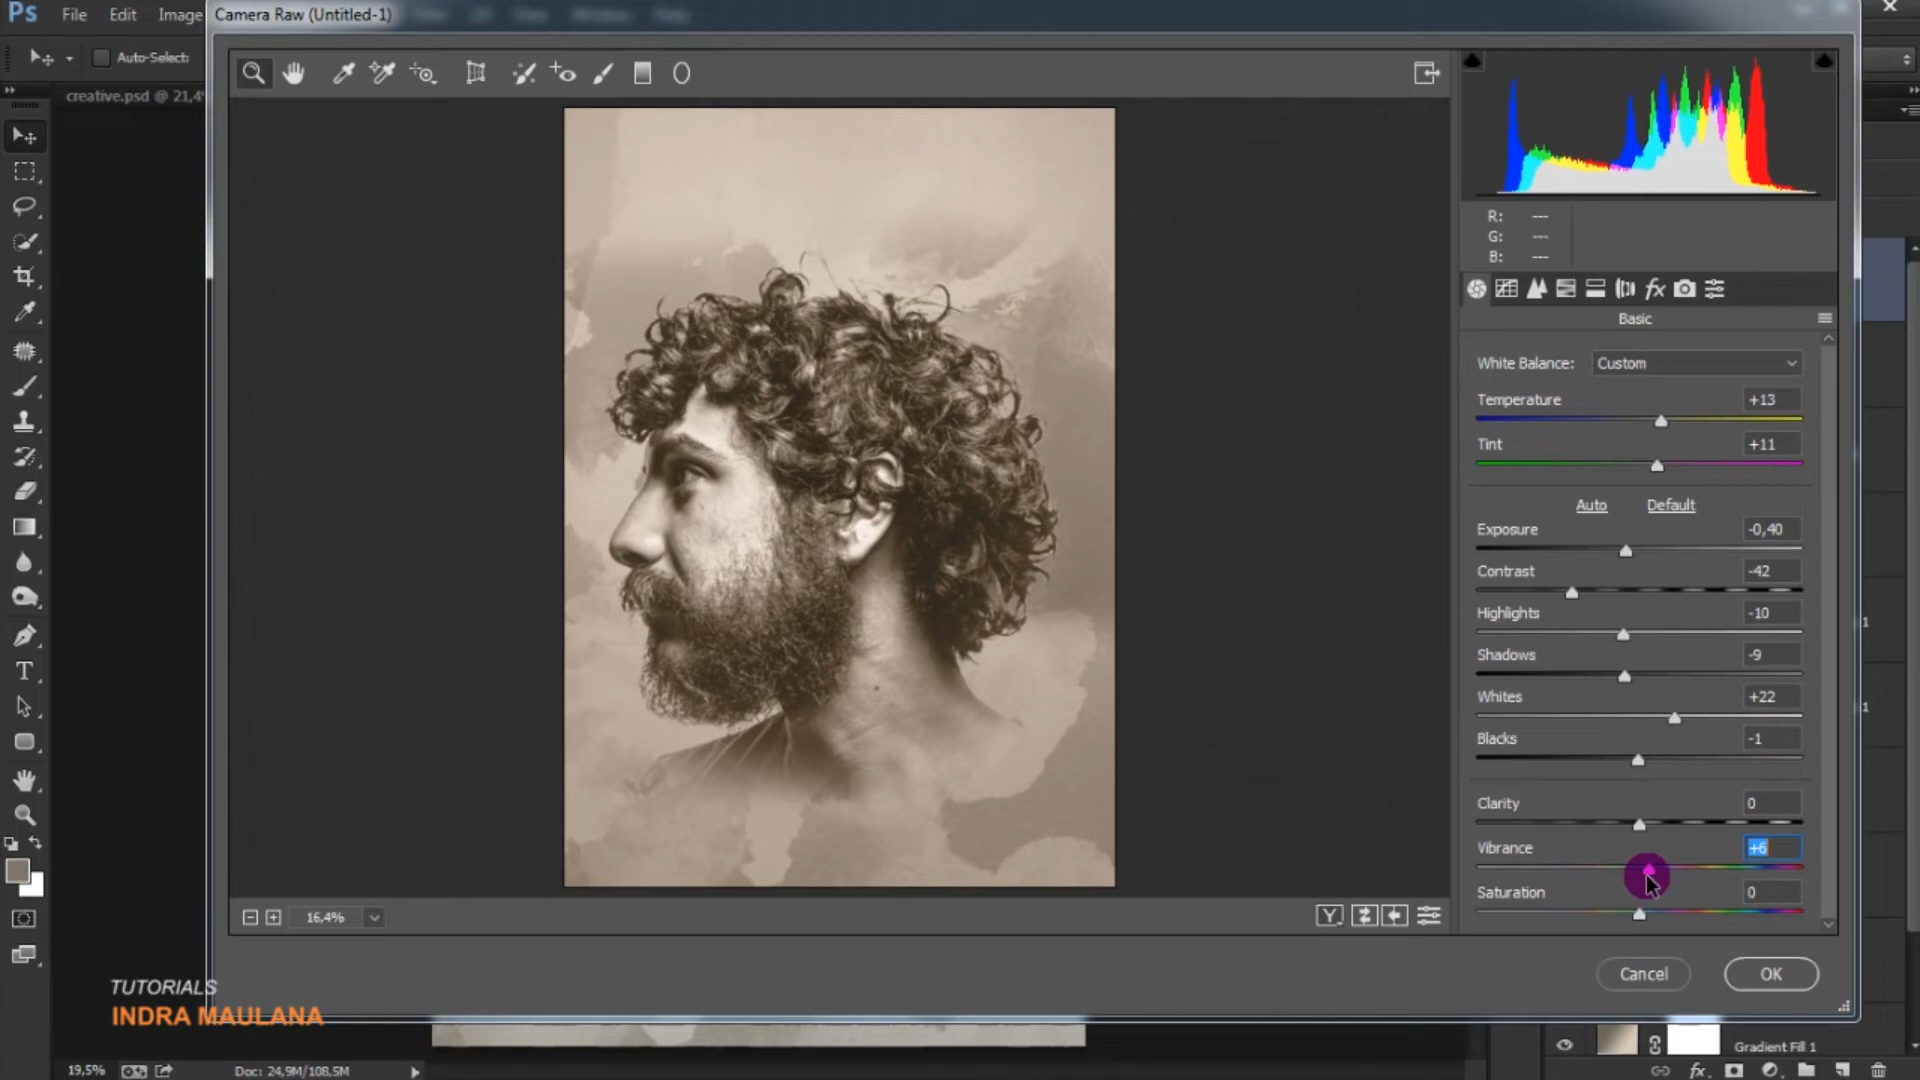 Ps File Edit Image
Camera Raw (Untitled-1)
Auto-Select:
creative.psd @ 21,4
R: ---
G: ---
B: ---
fx
Basic
White Balance: Custom
Temperature +13
Tint +11
Auto Default
Exposure -0,40
Contrast -42
Highlights -10
Shadows -9
Whites +22
Blacks -1
Clarity 0
Vibrance +6
Saturation 0
16,4%
Y
Cancel OK
TUTORIALS
INDRA MAULANA
Gradient Fill 1
19,5% Doc: 24,9M/108,5M
fx